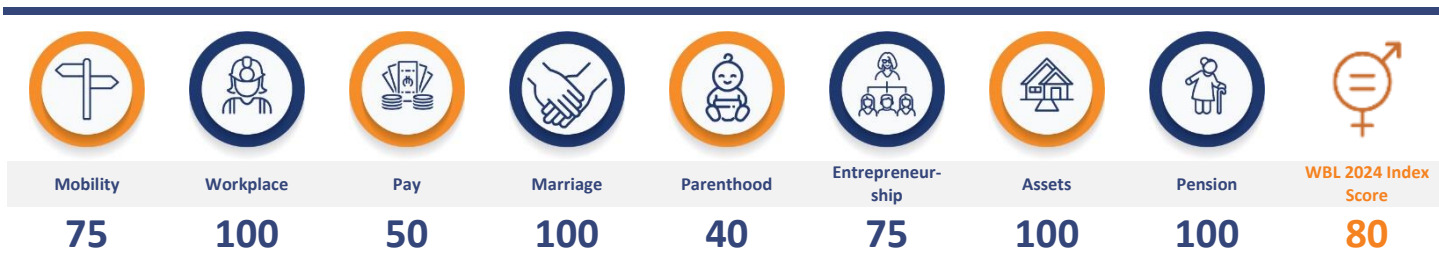 Mobility
Workplace
Pay
Marriage
Parenthood
Entrepreneur-
ship
Assets
Pension
WBL 2024 Index
Score
75
100
50
100
40
75
100
100
80